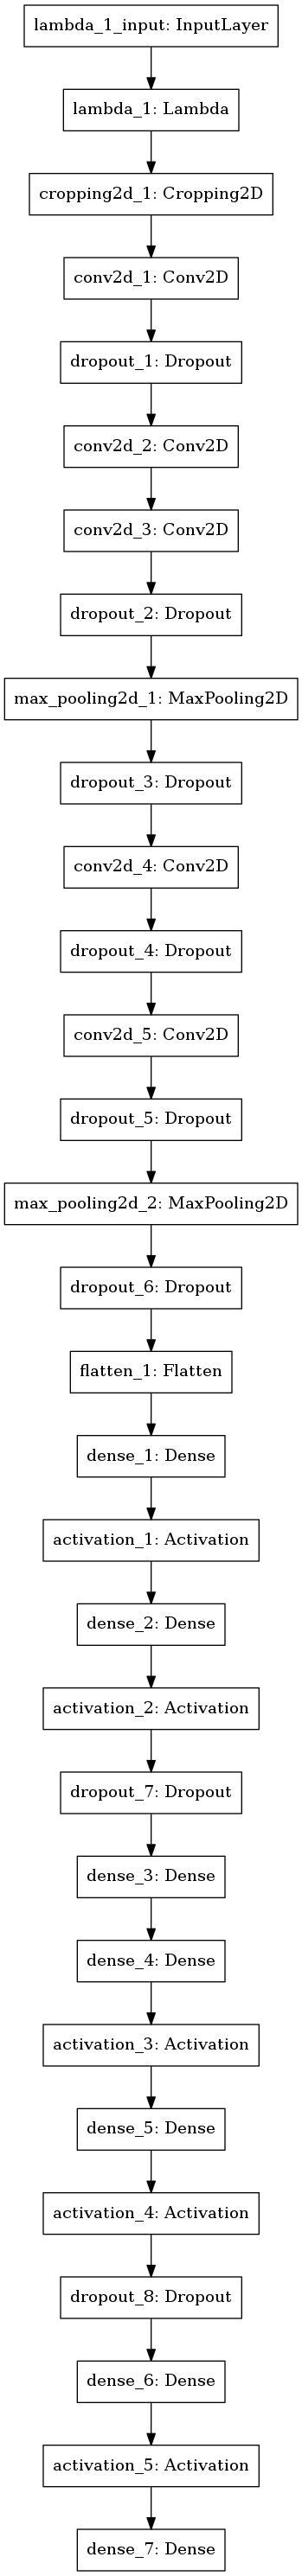 lambda_1_input: InputLayer
lambda_1: Lambda
cropping2d_1: Cropping2D
conv2d_1: Conv2D
dropout_1: Dropout
conv2d_2: Conv2D
conv2d_3: Conv2D
dropout_2: Dropout
max_pooling2d_1: MaxPooling2D
dropout_3: Dropout
conv2d_4: Conv2D
dropout_4: Dropout
conv2d_5: Conv2D
dropout_5: Dropout
max_pooling2d_2: MaxPooling2D
dropout_6: Dropout
flatten_1: Flatten
dense_1: Dense
activation_1: Activation
dense_2: Dense
activation_2: Activation
dropout_7: Dropout
dense_3: Dense
dense_4: Dense
activation_3: Activation
dense_5: Dense
activation_4: Activation
dropout_8: Dropout
dense_6: Dense
activation_5: Activation
dense_7: Dense